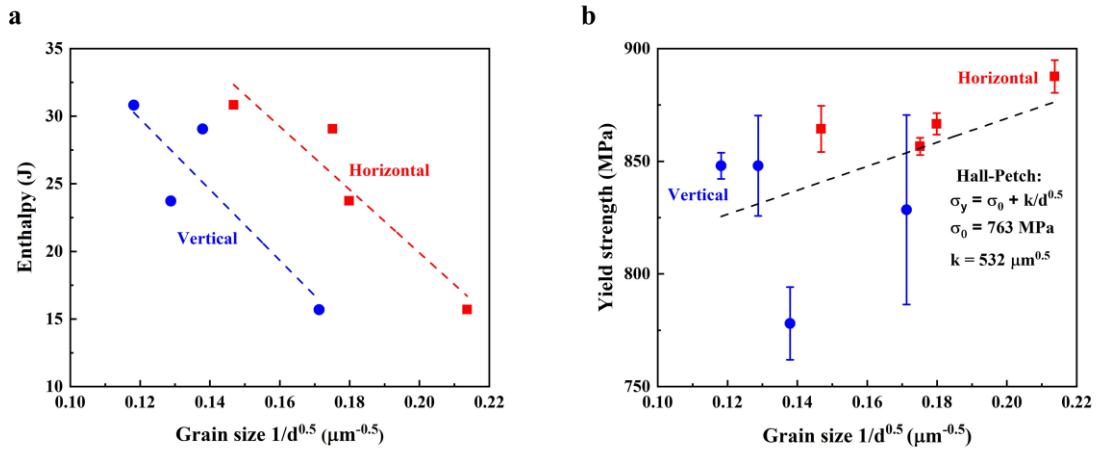 a
Enthalpy (J)
35
30
25
20
15
10
0.10 0.12 0.14 0.16 0.18 0.20 0.22
Grain size 1/d^0.5 (μm^-0.5)
Horizontal
Vertical
b
Yield strength (MPa)
900
850
800
750
0.10 0.12 0.14 0.16 0.18 0.20 0.22
Grain size 1/d^0.5 (μm^-0.5)
Horizontal
Vertical
Hall-Petch:
σy = σ0 + k/d^0.5
σ0 = 763 MPa
k = 532 μm^0.5